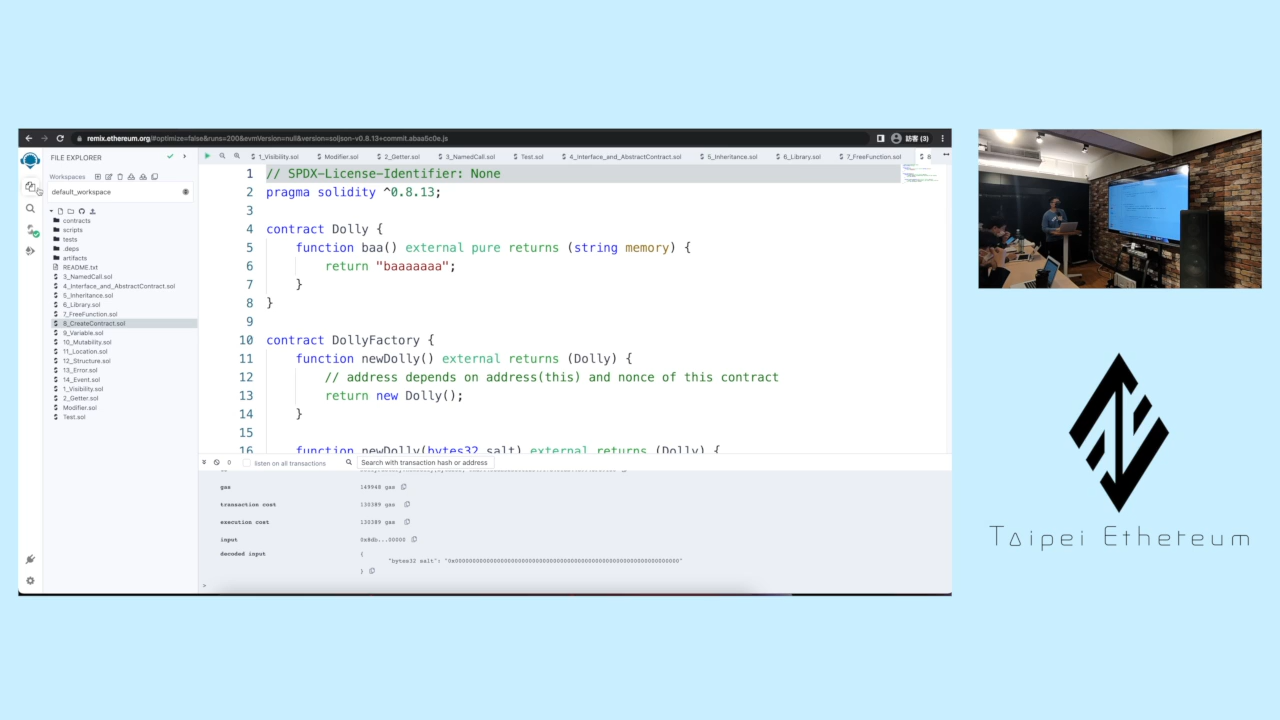 remix.ethereum.org/#optimize=false&runs=200&evmVersion=null&version=soljson-v0.8.13+commit.abaa5c0e.js
訪客 (3)
FILE EXPLORER
1_Visibility.sol
Modifier.sol
2_Getter.sol
3_NamedCall.sol
Test.sol
4_Interface_and_AbstractContract.sol
5_Inheritance.sol
6_Library.sol
7_FreeFunction.sol
8
Workspaces
default_workspace
contracts
scripts
tests
.deps
artifacts
README.txt
3_NamedCall.sol
4_Interface_and_AbstractContract.sol
5_Inheritance.sol
6_Library.sol
7_FreeFunction.sol
8_CreateContract.sol
9_Variable.sol
10_Mutability.sol
11_Location.sol
12_Structure.sol
13_Error.sol
14_Event.sol
1_Visibility.sol
2_Getter.sol
Modifier.sol
Test.sol
1 // SPDX-License-Identifier: None
2 pragma solidity ^0.8.13;
3
4 contract Dolly {
5 function baa() external pure returns (string memory) {
6 return "baaaaaaa";
7 }
8 }
9
10 contract DollyFactory {
11 function newDolly() external returns (Dolly) {
12 // address depends on address(this) and nonce of this contract
13 return new Dolly();
14 }
15
16 function newDolly(bytes32 salt) external returns (Dolly) {
0
listen on all transactions
Search with transaction hash or address
gas 149948 gas
transaction cost 130389 gas
execution cost 130389 gas
input 0x8db...00000
decoded input {
"bytes32 salt": "0x0000000000000000000000000000000000000000000000000000000000000000"
}
>
Taipei Ethereum